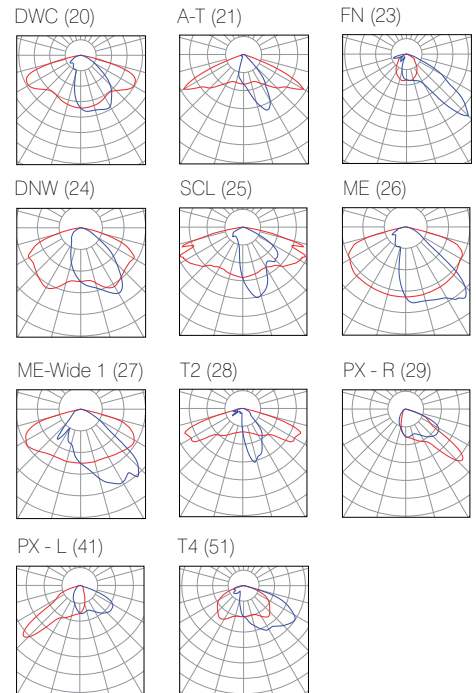 DWC (20)
A-T (21)
FN (23)
DNW (24)
SCL (25)
ME (26)
ME-Wide 1 (27)
T2 (28)
PX - R (29)
PX - L (41)
T4 (51)